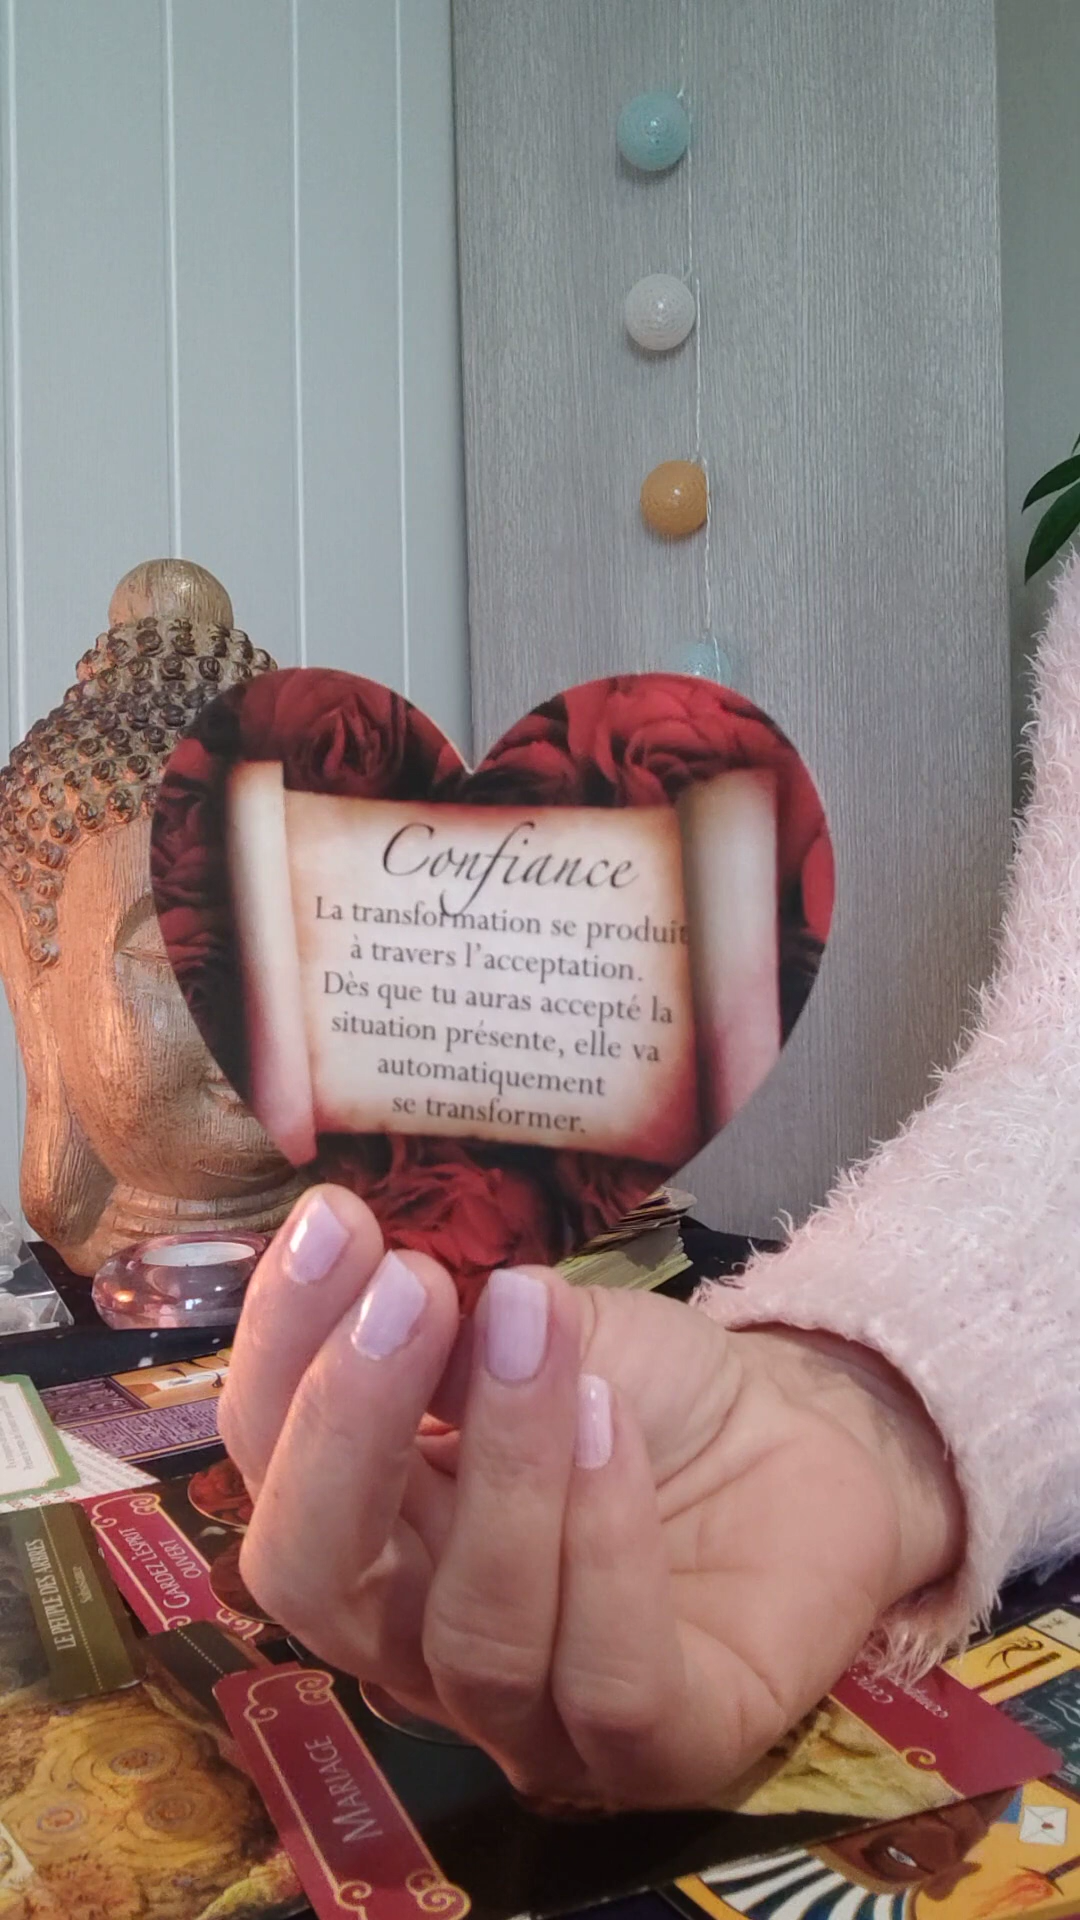 Confiance
La transformation se produit
à travers l'acceptation.
Dès que tu auras accepté la
situation présente, elle va
automatiquement
se transformer.
LE PEUPLE DES ARBRES
Substance
GARDEZ L'ESPRIT
OUVERT
MARIAGE